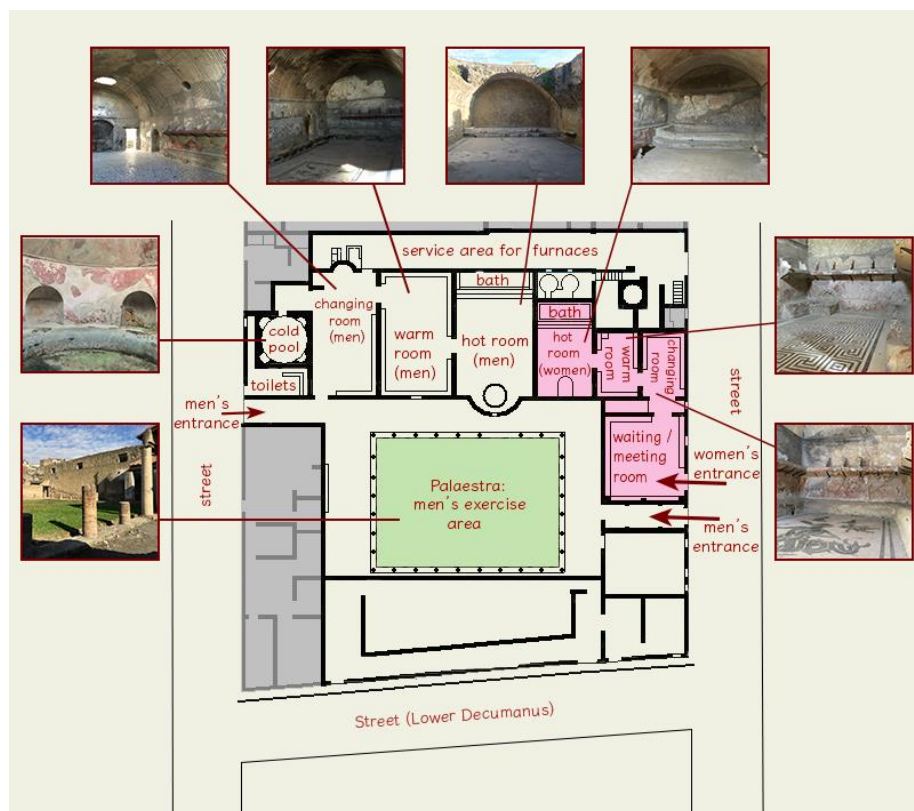 service area for furnaces
bath
changing
room
(men)
cold
pool
warm
room
(men)
hot room
(men)
bath
hot
room
(women)
warm
room
changing
room
toilets
men's
entrance
street
street
waiting /
meeting
room
women's
entrance
Palaestra:
men's exercise
area
men's
entrance
Street (Lower Decumanus)